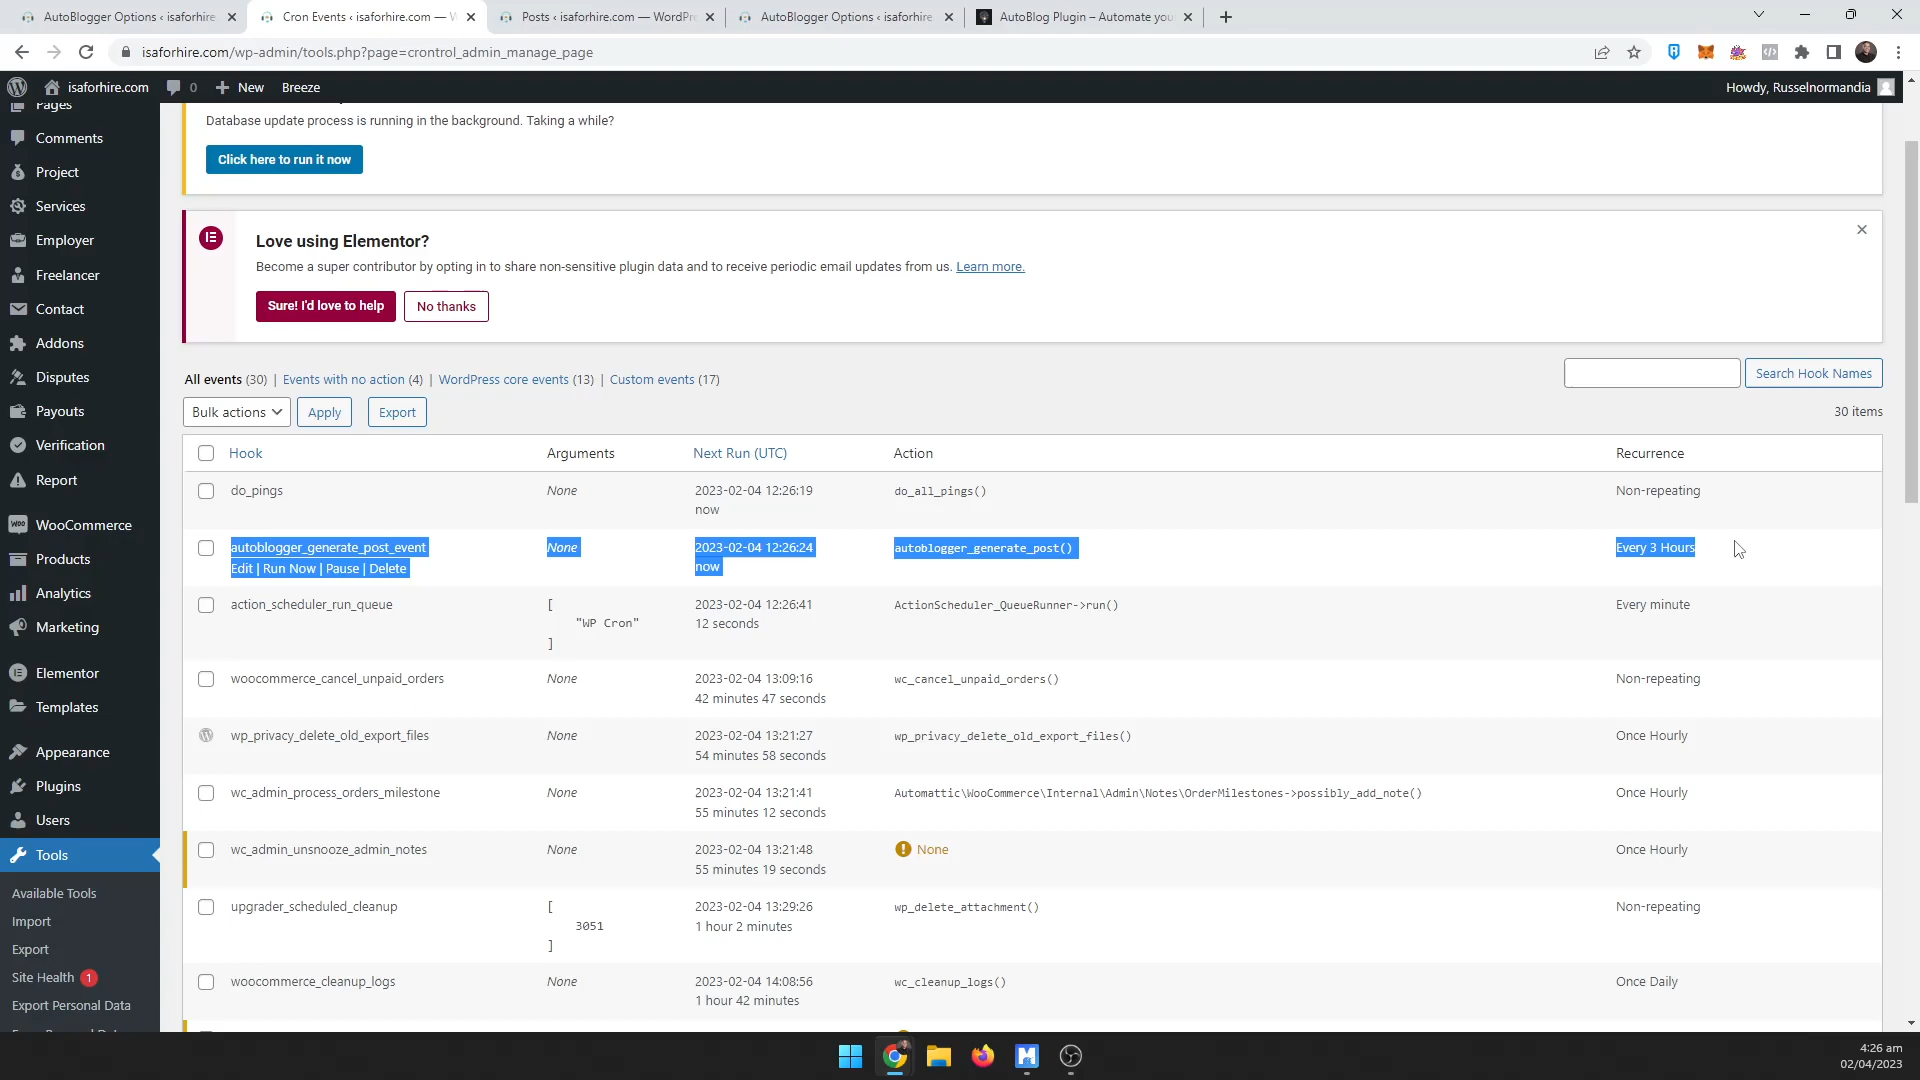 AutoBlogger Options ‹ isaforhire
Cron Events ‹ isaforhire.com — W
Posts ‹ isaforhire.com — WordPr
AutoBlogger Options ‹ isaforhire
AutoBlog Plugin – Automate you
isaforhire.com/wp-admin/tools.php?page=crontrol_admin_manage_page
isaforhire.com
0
New
Breeze
Howdy, Russelnormandia
Pages
Comments
Project
Services
Employer
Freelancer
Contact
Addons
Disputes
Payouts
Verification
Report
WooCommerce
Products
Analytics
Marketing
Elementor
Templates
Appearance
Plugins
Users
Tools
Available Tools
Import
Export
Site Health 1
Export Personal Data
Database update process is running in the background. Taking a while?
Click here to run it now
Love using Elementor?
Become a super contributor by opting in to share non-sensitive plugin data and to receive periodic email updates from us. Learn more.
Sure! I'd love to help
No thanks
All events (30) | Events with no action (4) | WordPress core events (13) | Custom events (17)
Search Hook Names
Bulk actions
Apply
Export
30 items
Hook Arguments Next Run (UTC) Action Recurrence
do_pings None 2023-02-04 12:26:19 do_all_pings() Non-repeating
now
autoblogger_generate_post_event None 2023-02-04 12:26:24 autoblogger_generate_post() Every 3 Hours
Edit | Run Now | Pause | Delete now
action_scheduler_run_queue [ 2023-02-04 12:26:41 ActionScheduler_QueueRunner->run() Every minute
"WP Cron" 12 seconds
]
woocommerce_cancel_unpaid_orders None 2023-02-04 13:09:16 wc_cancel_unpaid_orders() Non-repeating
42 minutes 47 seconds
wp_privacy_delete_old_export_files None 2023-02-04 13:21:27 wp_privacy_delete_old_export_files() Once Hourly
54 minutes 58 seconds
wc_admin_process_orders_milestone None 2023-02-04 13:21:41 Automattic\WooCommerce\Internal\Admin\Notes\OrderMilestones->possibly_add_note() Once Hourly
55 minutes 12 seconds
wc_admin_unsnooze_admin_notes None 2023-02-04 13:21:48 None Once Hourly
55 minutes 19 seconds
upgrader_scheduled_cleanup [ 2023-02-04 13:29:26 wp_delete_attachment() Non-repeating
3051 1 hour 2 minutes
]
woocommerce_cleanup_logs None 2023-02-04 14:08:56 wc_cleanup_logs() Once Daily
1 hour 42 minutes
4:26 am
02/04/2023